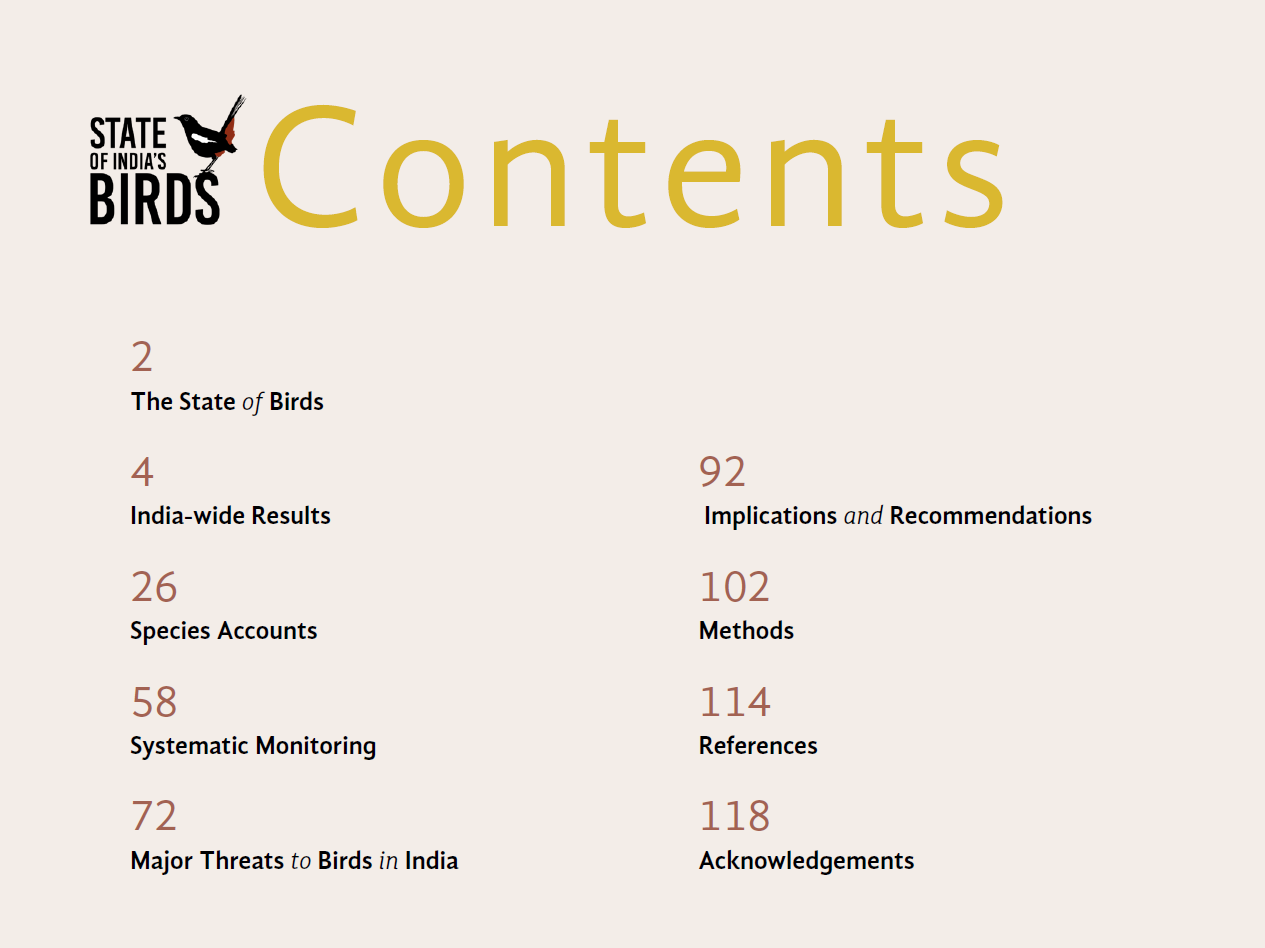 STATE
OF INDIA'S
BIRDS
Contents
2
The State of Birds
4
India-wide Results
26
Species Accounts
58
Systematic Monitoring
72
Major Threats to Birds in India
92
Implications and Recommendations
102
Methods
114
References
118
Acknowledgements